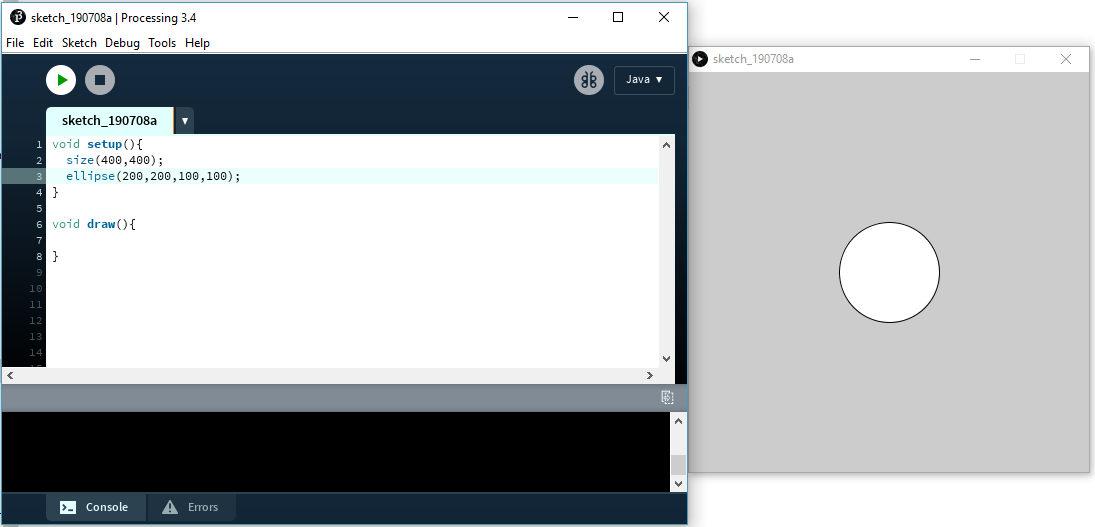 sketch_190708a | Processing 3.4
File Edit Sketch Debug Tools Help
Java ▼
sketch_190708a ▼
1 void setup(){
2 size(400,400);
3 ellipse(200,200,100,100);
4 }
5
6 void draw(){
7
8 }
9
10
11
12
13
14
Console
Errors
sketch_190708a